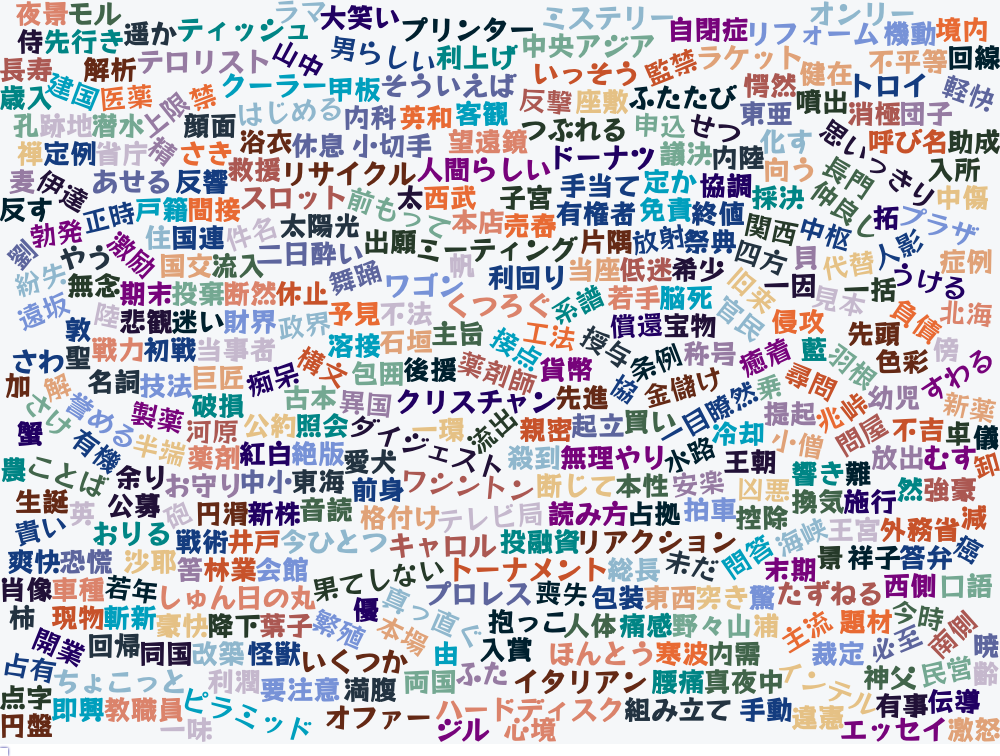 夜景 モル ラマ 大笑い プリンター ミステリー 自閉症 オンリー
侍 先行き 遥か ティッシュ 男らしい 利上げ 中央アジア リフォーム 機動 境内
長寿 解析 テロリスト 山中 いっそう 監禁 ラケット 健在 不平等 回線
歳入 建国 医薬 上限 禁 クーラー 甲板 そういえば 反撃 座敷 ふたたび 愕然 噴出 トロイ 軽快
孔 跡地 潜水 顔面 はじめる 内科 英和 客観 つぶれる 申込 せつ 東亜 消極 団子
禅 定例 省庁 精 さき 浴衣 休息 小切手 望遠鏡 ドーナツ 議決 内陸 化す 思いっきり 呼び名 助成
麦 伊達 あせる 反響 救援 リサイクル 人間らしい 手当て 定か 協調 採決 向う 長門 入所
反す 正時 戸籍 間接 スロット 前もって 太 西武 子宮 本店 売春 有権者 免責 終値 関西 中枢 仲良し 拓 プラザ 中傷
劉 勃発 激励 住 国連 件名 太陽光 出願 ミーティング 片隅 放射 祭典 四方 貝 代替 人影 症例
紛失 やう 無念 国交 流入 二日酔い 舞踊 ワゴン 帆 利回り 当座 低迷 希少 旧来 一因 見本 一括 うける
遠坂 期末 投棄 断然 休止 予見 不法 くつろぐ 系譜 若手 脳死 官民 侵攻 先頭 負債 北海
敦 陸 悲観 迷い 財界 政界 溶接 石垣 主旨 接点 工法 授与 償還 宝物 癒着 藍 羽根 色彩 傍
さわ 聖 戦力 初戦 当事者 横文 包囲 後援 薬剤師 貨幣 協 条例 称号 金儲け 乗 尋問 幼児 すわる
加 解 名詞 技法 巨匠 痴呆 古本 異国 クリスチャン 先進 一目瞭然 提起 兆 峠 新薬
さけ 誉める 製薬 破損 河原 公約 照会 ダイジェスト 一環 流出 親密 起立 買い 冷却 小僧 問屋 不吉 卓 儀
蟹 有機 半端 薬剤 紅白 絶版 愛犬 殺到 無理やり 水路 王朝 響き 難 放出 むす 卸
農 ことば 余り お守り 中小 東海 前身 ワシントン 断じて 本性 安楽 凶悪 換気 施行 然 強豪
生誕 英 公募 砲 円滑 新株 音読 格付け テレビ局 読み方 占拠 拍車 控除 海峡 王宮 外務省 減
貴い おりる 戦術 井戸 今ひとつ キャロル 投融資 リアクション 問答 景 祥子 答弁 癌
爽快 恐慌 沙耶 答 林業 会館 果てしない トーナメント 総長 未だ 末期
肖像 車種 若年 しゅん 日の丸 プロレス 喪失 包装 東西 突き 驚 たずねる 西側 口語
柿 現物 斬新 豪快 降下 葉子 繁殖 優 真っ直ぐ 本場 抱っこ 人体 痛感 野々山 浦 主流 題材 今時 南側
開業 回帰 同国 改築 怪獣 いくつか 由 入賞 ほんとう 寒波 内需 裁定 必至 暁
占有 ちょこっと 利潤 要注意 満腹 両国 ふた イタリアン 腰痛 真夜中 インテル 神父 民営 齢
点字 即興 教職員 ピラミッド オファー ハードディスク 組み立て 手動 違憲 有事 伝導
円盤 一味 ジル 心境 エッセイ 激怒